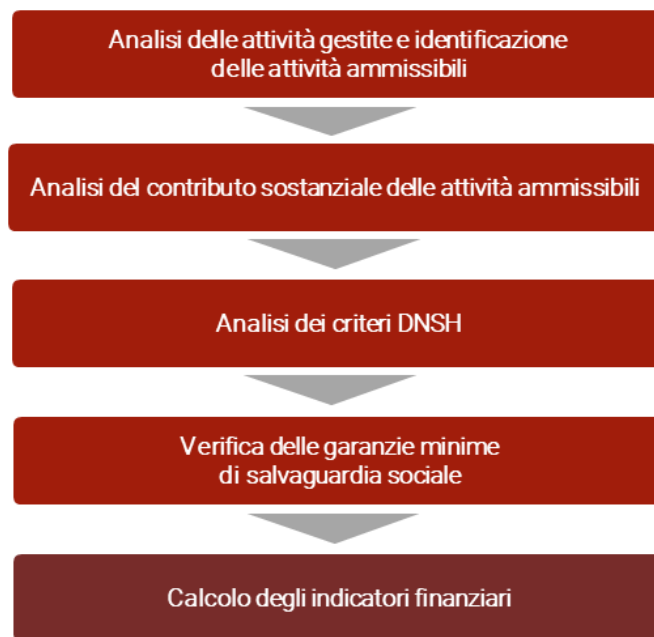 Analisi delle attività gestite e identificazione
delle attività ammissibili
Analisi del contributo sostanziale delle attività ammissibili
Analisi dei criteri DNSH
Verifica delle garanzie minime
di salvaguardia sociale
Calcolo degli indicatori finanziari